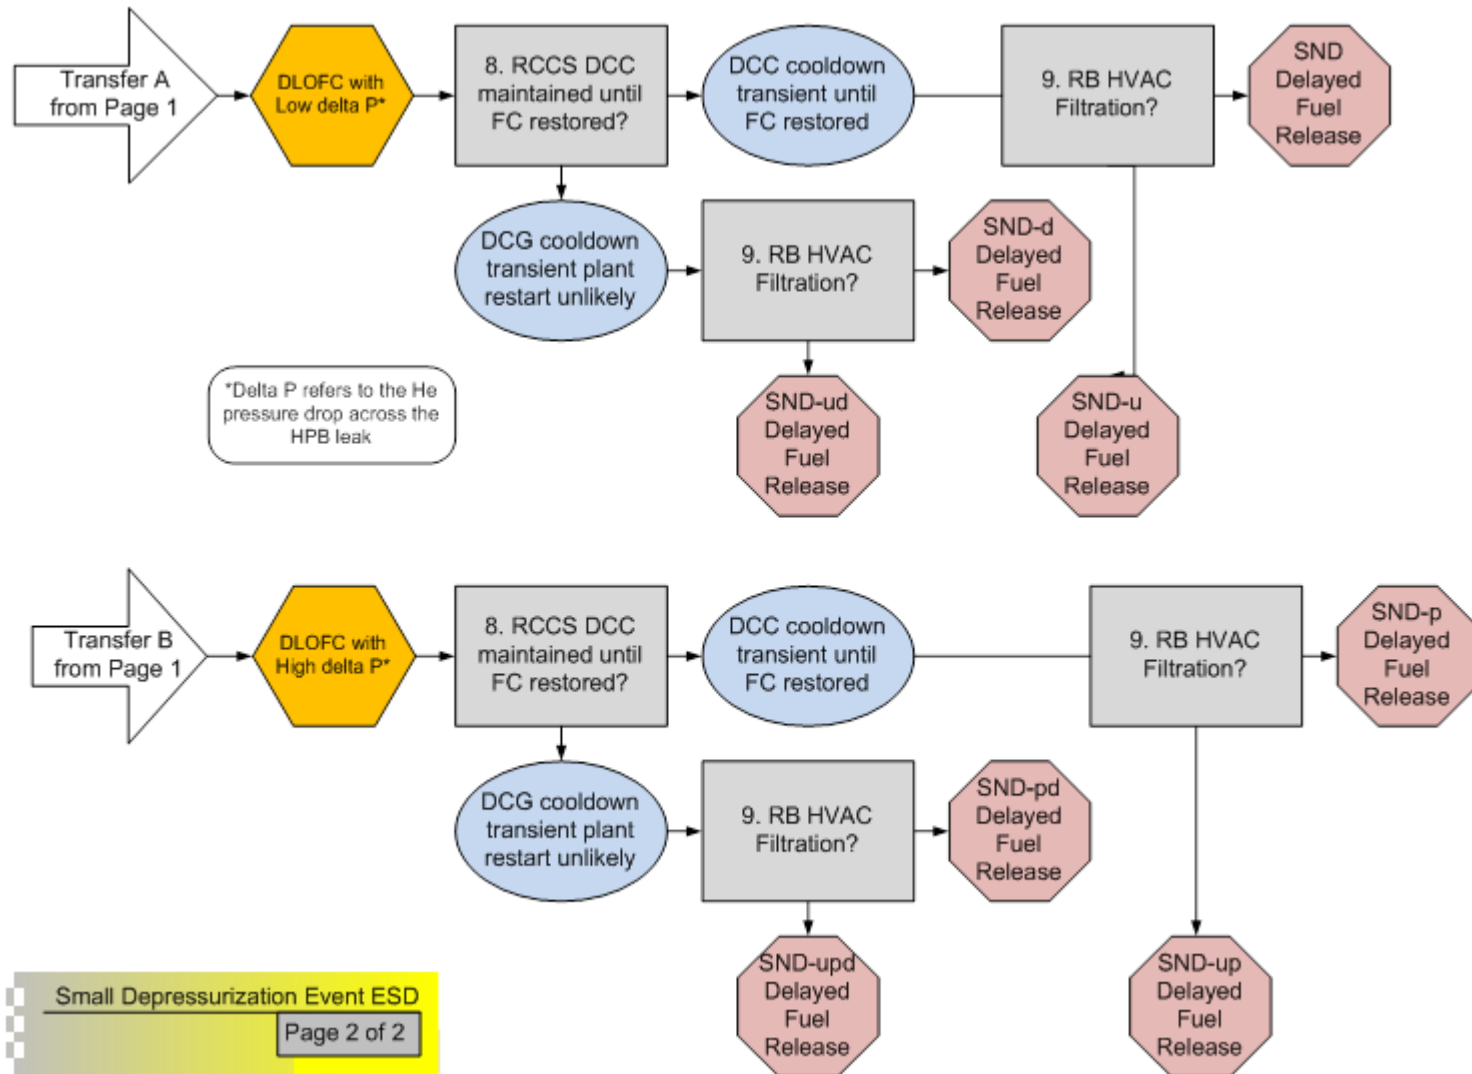 Transfer A
from Page 1
DLOFC with
Low delta P*
8. RCCS DCC
maintained until
FC restored?
DCC cooldown
transient until
FC restored
9. RB HVAC
Filtration?
SND
Delayed
Fuel
Release
DCG cooldown
transient plant
restart unlikely
9. RB HVAC
Filtration?
SND-d
Delayed
Fuel
Release
*Delta P refers to the He
pressure drop across the
HPB leak
SND-ud
Delayed
Fuel
Release
SND-u
Delayed
Fuel
Release
Transfer B
from Page 1
DLOFC with
High delta P*
8. RCCS DCC
maintained until
FC restored?
DCC cooldown
transient until
FC restored
9. RB HVAC
Filtration?
SND-p
Delayed
Fuel
Release
DCG cooldown
transient plant
restart unlikely
9. RB HVAC
Filtration?
SND-pd
Delayed
Fuel
Release
SND-upd
Delayed
Fuel
Release
SND-up
Delayed
Fuel
Release
Small Depressurization Event ESD
Page 2 of 2